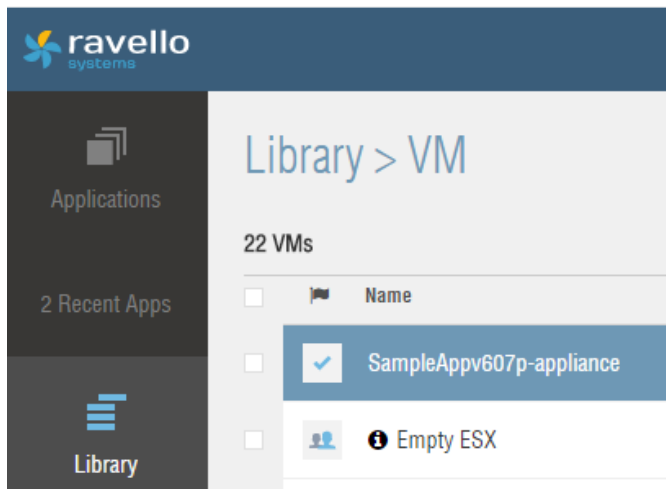 ravello
systems
Applications
2 Recent Apps
Library
Library > VM
22 VMs
Name
SampleAppv607p-appliance
Empty ESX